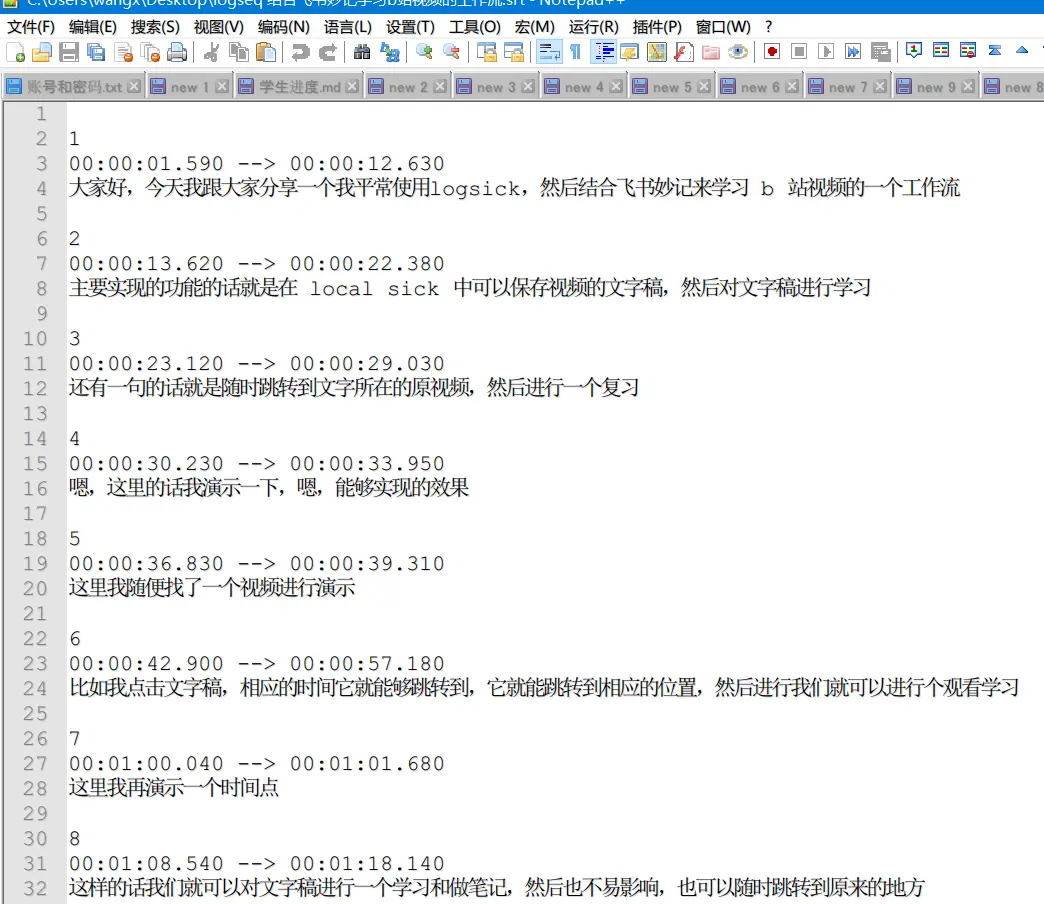 C:\Users\wangx\Desktop\logseq 结合飞书妙记学习b站视频的工作流.srt - Notepad++
文件(F) 编辑(E) 搜索(S) 视图(V) 编码(N) 语言(L) 设置(T) 工具(O) 宏(M) 运行(R) 插件(P) 窗口(W) ?
账号和密码.txt new 1 学生进度.md new 2 new 3 new 4 new 5 new 6 new 7 new 9 new 8
1
2 1
3 00:00:01.590 --> 00:00:12.630
4 大家好，今天我跟大家分享一个我平常使用logsick，然后结合飞书妙记来学习 b 站视频的一个工作流
5
6 2
7 00:00:13.620 --> 00:00:22.380
8 主要实现的功能的话就是在 local sick 中可以保存视频的文字稿，然后对文字稿进行学习
9
10 3
11 00:00:23.120 --> 00:00:29.030
12 还有一句的话就是随时跳转到文字所在的原视频，然后进行一个复习
13
14 4
15 00:00:30.230 --> 00:00:33.950
16 嗯，这里的话我演示一下，嗯，能够实现的效果
17
18 5
19 00:00:36.830 --> 00:00:39.310
20 这里我随便找了一个视频进行演示
21
22 6
23 00:00:42.900 --> 00:00:57.180
24 比如我点击文字稿，相应的时间它就能够跳转到，它就能跳转到相应的位置，然后进行我们就可以进行个观看学习
25
26 7
27 00:01:00.040 --> 00:01:01.680
28 这里我再演示一个时间点
29
30 8
31 00:01:08.540 --> 00:01:18.140
32 这样的话我们就可以对文字稿进行一个学习和做笔记，然后也不易影响，也可以随时跳转到原来的地方